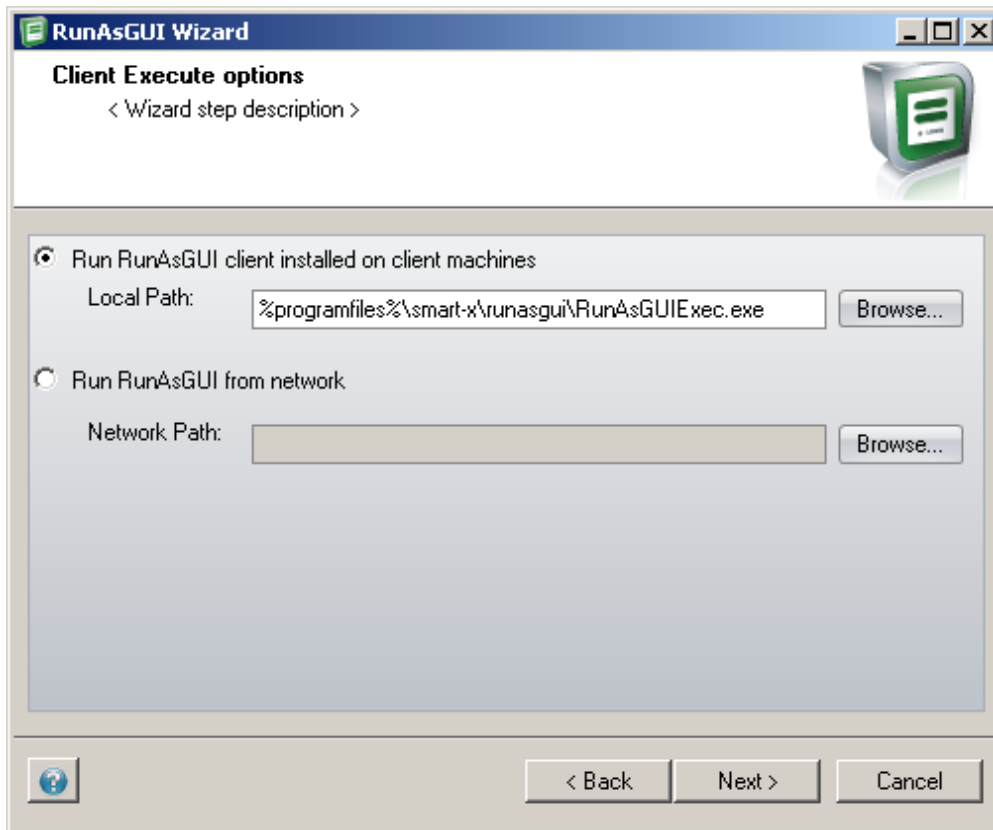 RunAsGUI Wizard
Client Execute options
< Wizard step description >
Run RunAsGUI client installed on client machines
Local Path:
%programfiles%\smart-x\runasgui\RunAsGUIExec.exe
Browse...
Run RunAsGUI from network
Network Path:
Browse...
< Back
Next >
Cancel